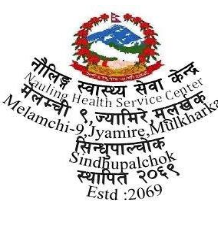 नौलिङ्ग स्वास्थ्य सेवा केन्द्र
Nauling Health Service Center
मेलम्ची ९, ज्यामिरे, मुलखर्क
Melamchi-9,Jyamire,Mulkharka
सिन्धुपाल्चोक
Sindhupalchok
स्थापित २०६९
Estd :2069